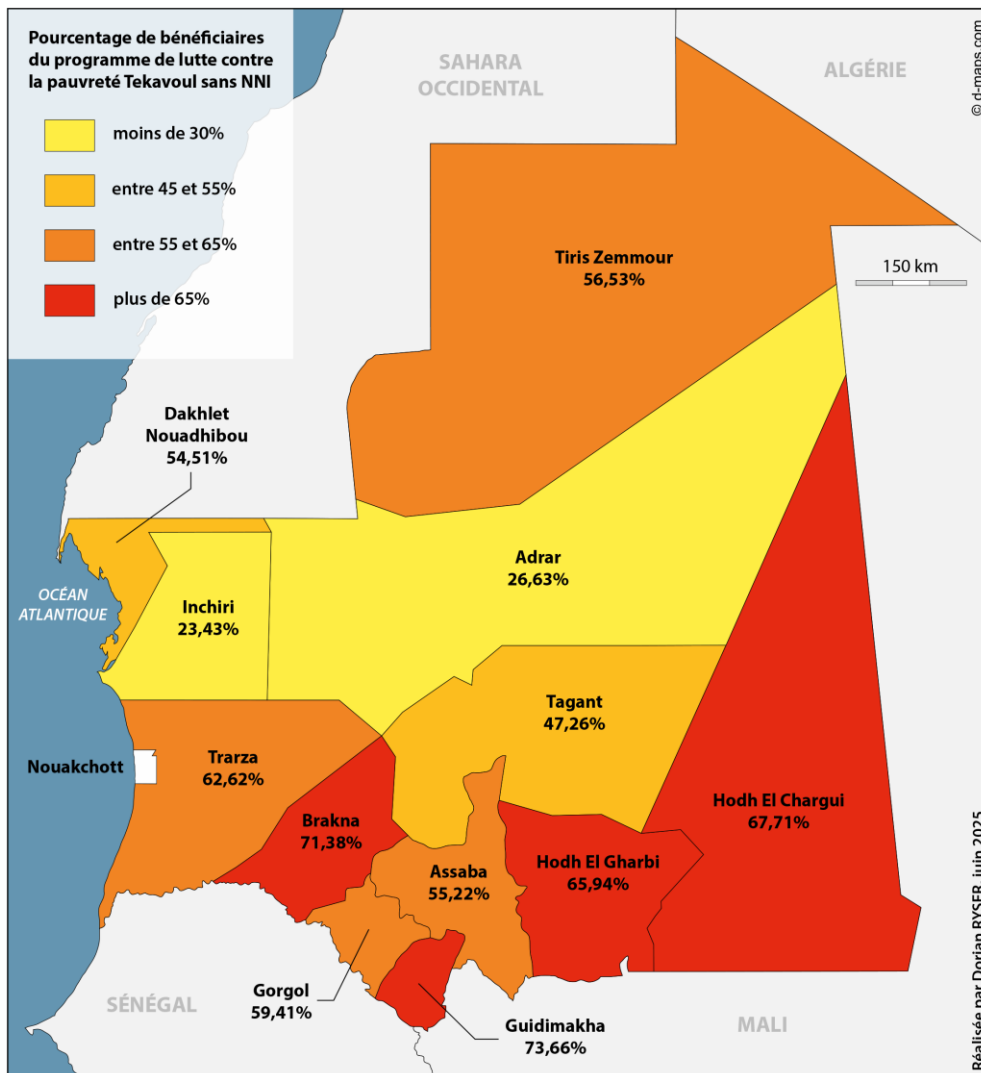 Pourcentage de bénéficiaires
du programme de lutte contre
la pauvreté Tekavoul sans NNI
moins de 30%
entre 45 et 55%
entre 55 et 65%
plus de 65%
SAHARA
OCCIDENTAL
ALGÉRIE
© d-maps.com
150 km
Tiris Zemmour
56,53%
Dakhlet
Nouadhibou
54,51%
OCÉAN
ATLANTIQUE
Inchiri
23,43%
Adrar
26,63%
Tagant
47,26%
Nouakchott
Trarza
62,62%
Brakna
71,38%
Assaba
55,22%
Hodh El Gharbi
65,94%
Hodh El Chargui
67,71%
Gorgol
59,41%
Guidimakha
73,66%
SÉNÉGAL
MALI
Réalisée par Dorian RYSER, juin 2025